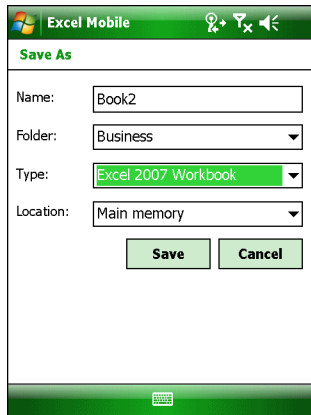 Excel Mobile
Save As
Name: Book2
Folder: Business
Type: Excel 2007 Workbook
Location: Main memory
Save Cancel